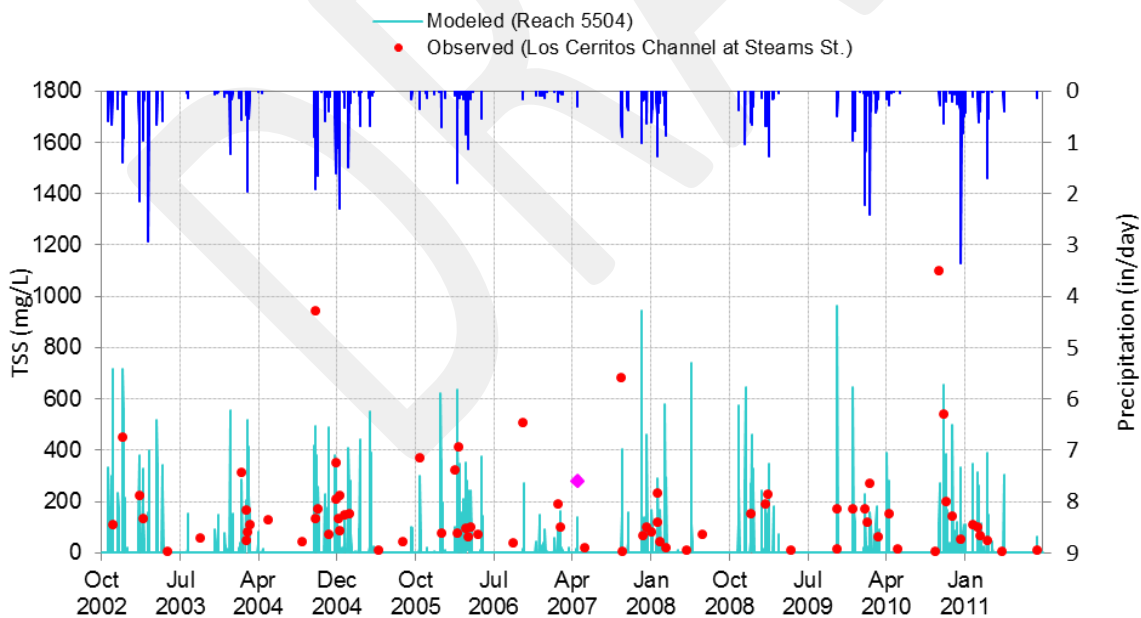 Modeled (Reach 5504)
Observed (Los Cerritos Channel at Stearns St.)
1800
1600
1400
1200
1000
800
600
400
200
0
TSS (mg/L)
0
1
2
3
4
5
6
7
8
9
Precipitation (in/day)
Oct Jul Apr Dec Oct Jul Apr Jan Oct Jul Apr Jan
2002 2003 2004 2004 2005 2006 2007 2008 2008 2009 2010 2011
DRA